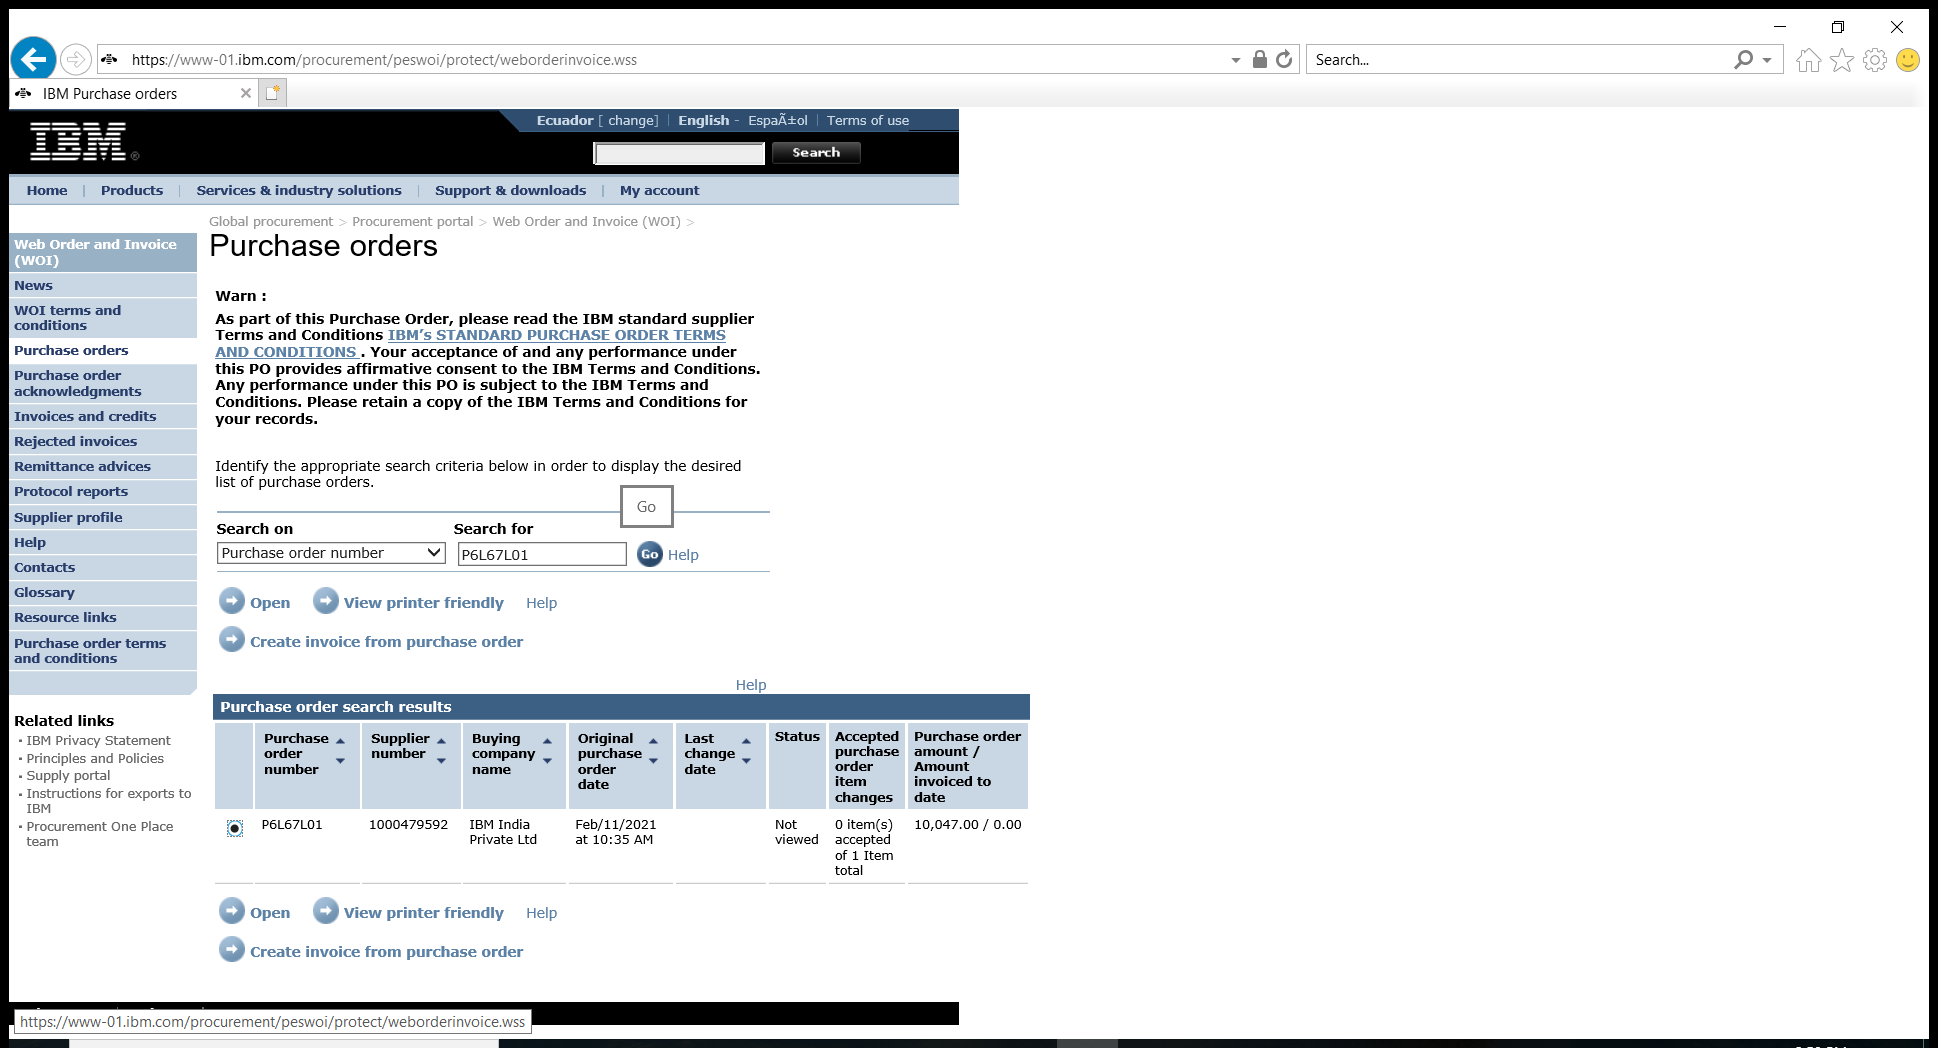 https://www-01.ibm.com/procurement/peswoi/protect/weborderinvoice.wss
Search...
IBM Purchase orders
IBM®
Ecuador [ change] | English - EspaÃ±ol | Terms of use
Search
Home | Products | Services & industry solutions | Support & downloads | My account
Global procurement > Procurement portal > Web Order and Invoice (WOI) >
Purchase orders
Web Order and Invoice
(WOI)
News
WOI terms and
conditions
Purchase orders
Purchase order
acknowledgments
Invoices and credits
Rejected invoices
Remittance advices
Protocol reports
Supplier profile
Help
Contacts
Glossary
Resource links
Purchase order terms
and conditions
Related links
IBM Privacy Statement
Principles and Policies
Supply portal
Instructions for exports to
IBM
Procurement One Place
team
Warn :
As part of this Purchase Order, please read the IBM standard supplier
Terms and Conditions IBM’s STANDARD PURCHASE ORDER TERMS
AND CONDITIONS . Your acceptance of and any performance under
this PO provides affirmative consent to the IBM Terms and Conditions.
Any performance under this PO is subject to the IBM Terms and
Conditions. Please retain a copy of the IBM Terms and Conditions for
your records.
Identify the appropriate search criteria below in order to display the desired
list of purchase orders.
Go
Search on Search for
Purchase order number P6L67L01 Go Help
Open View printer friendly Help
Create invoice from purchase order
Help
Purchase order search results
Purchase
order
number
Supplier
number
Buying
company
name
Original
purchase
order
date
Last
change
date
Status
Accepted
purchase
order
item
changes
Purchase order
amount /
Amount
invoiced to
date
P6L67L01
1000479592
IBM India
Private Ltd
Feb/11/2021
at 10:35 AM
Not
viewed
0 item(s)
accepted
of 1 Item
total
10,047.00 / 0.00
Open View printer friendly Help
Create invoice from purchase order
https://www-01.ibm.com/procurement/peswoi/protect/weborderinvoice.wss